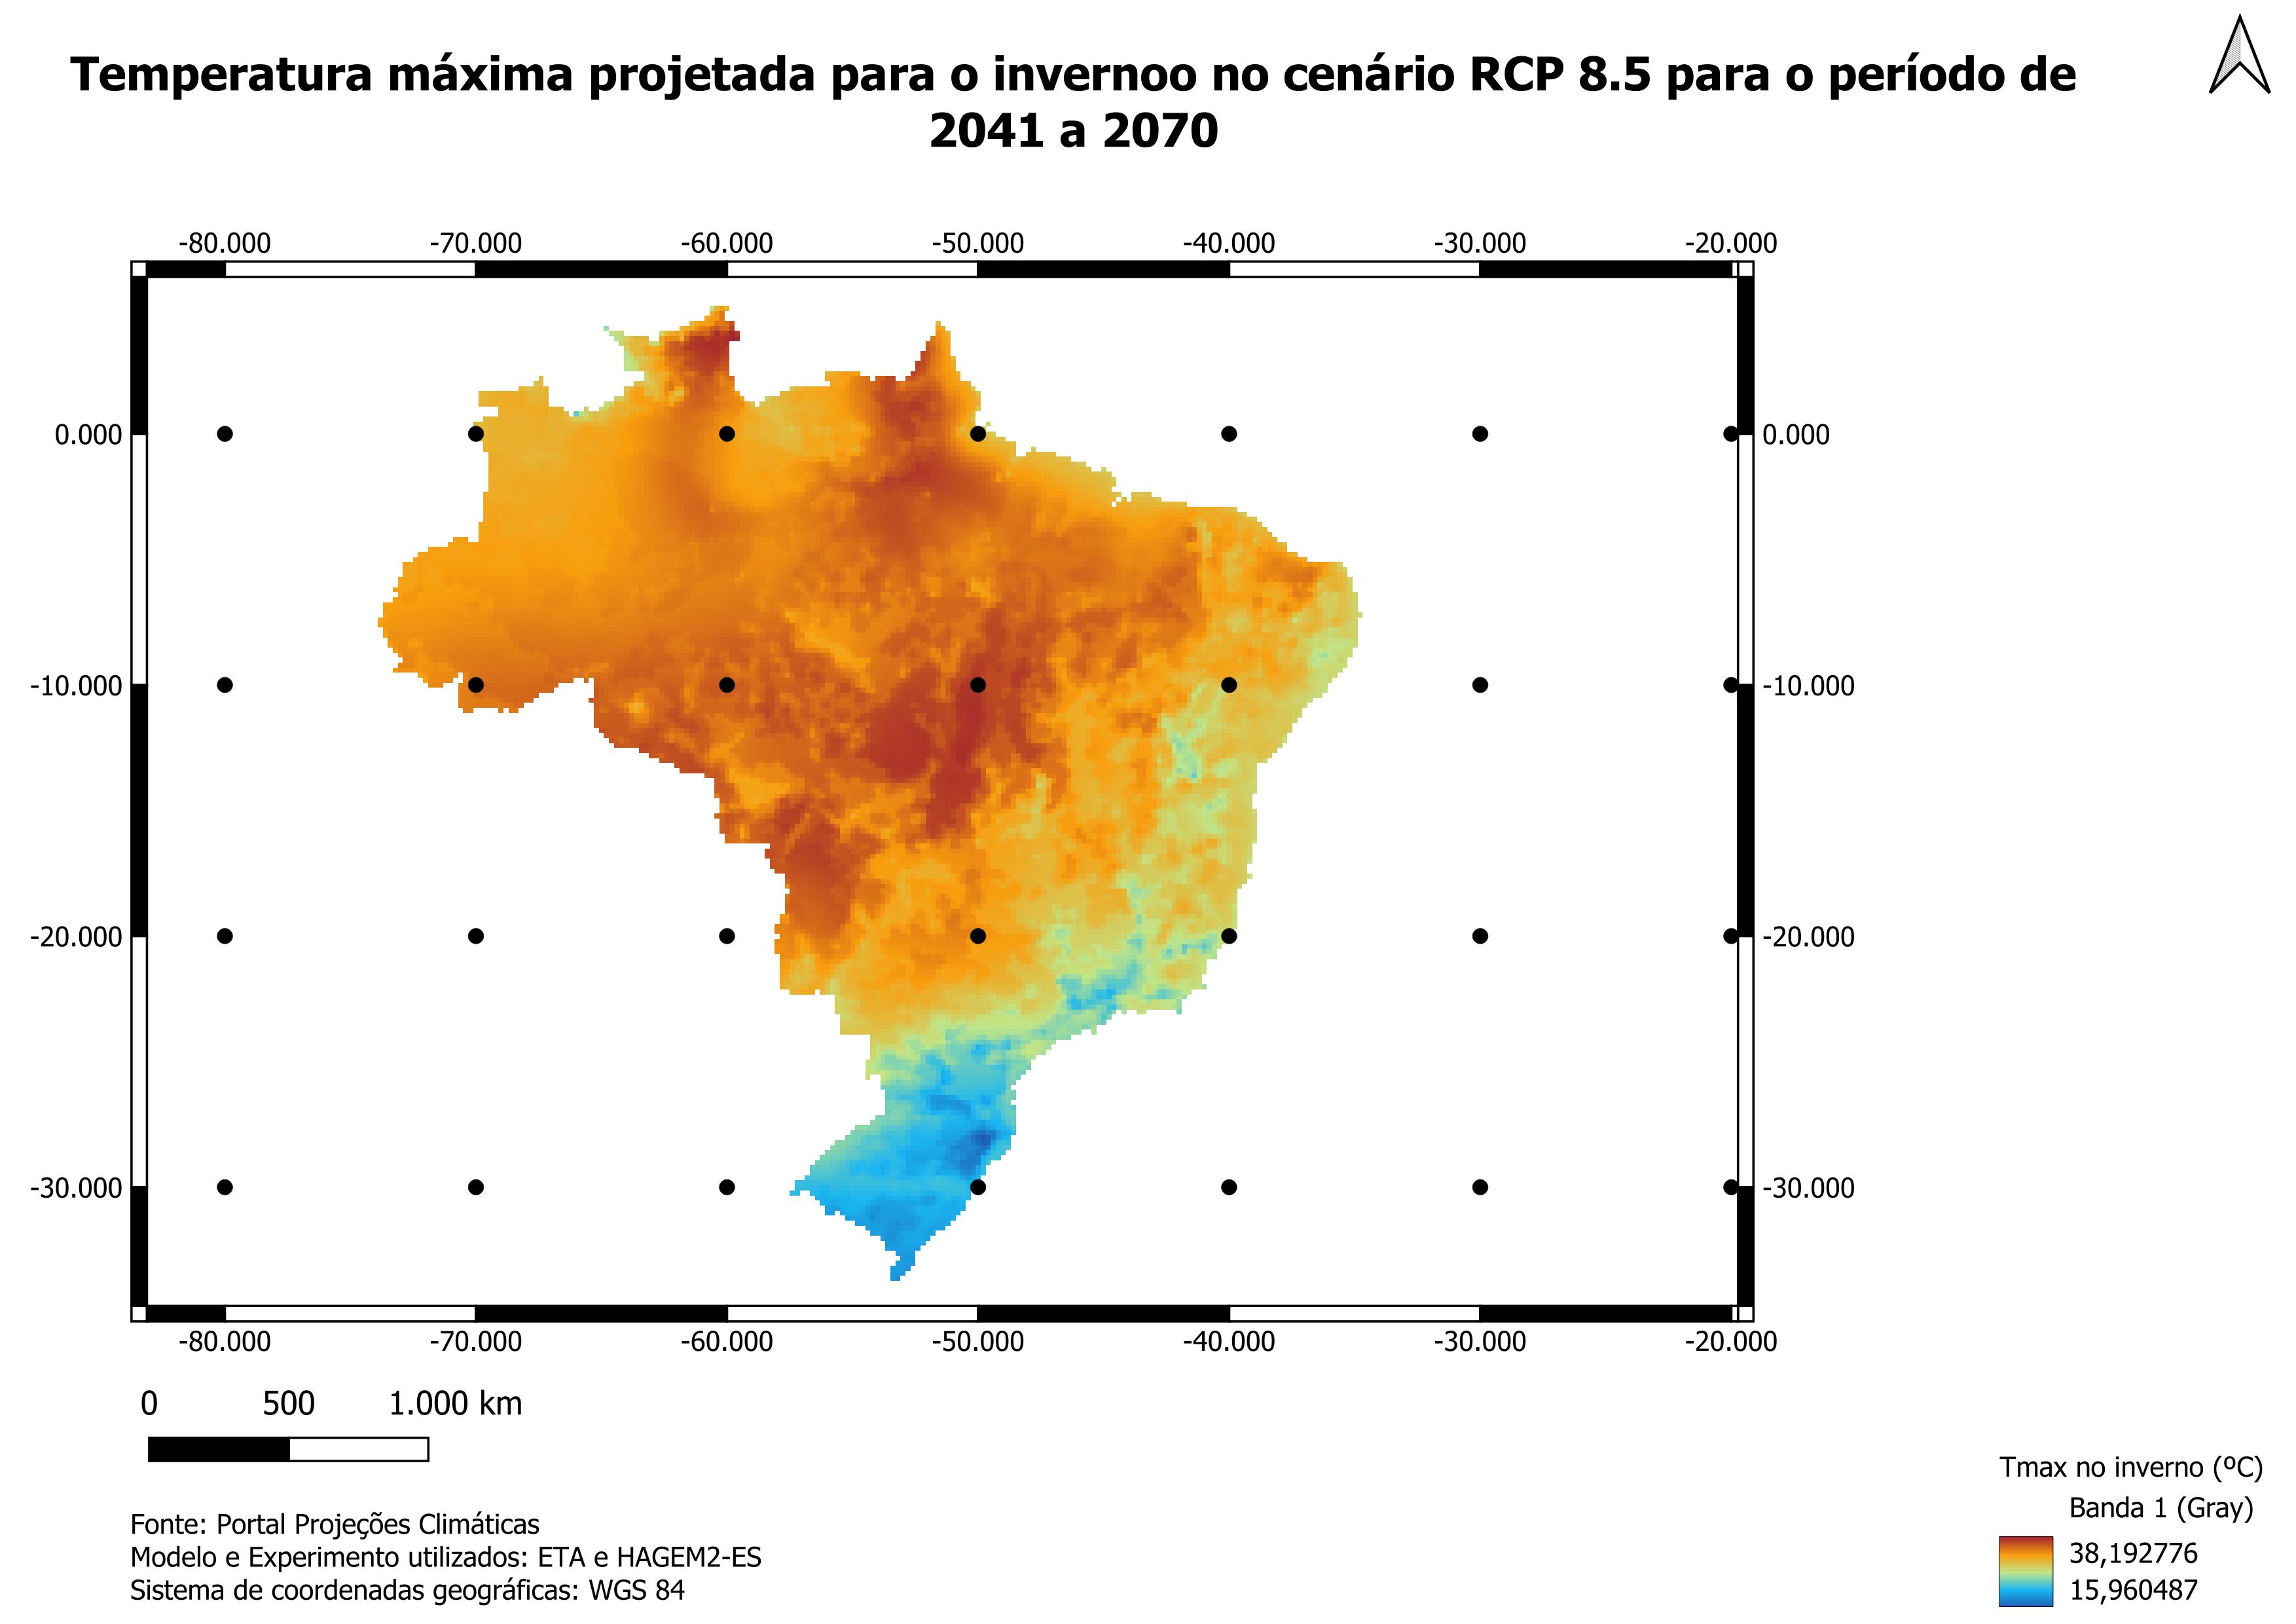 Temperatura máxima projetada para o invernoo no cenário RCP 8.5 para o período de
2041 a 2070
-80.000 -70.000 -60.000 -50.000 -40.000 -30.000 -20.000
0.000 0.000
-10.000 -10.000
-20.000 -20.000
-30.000 -30.000
-80.000 -70.000 -60.000 -50.000 -40.000 -30.000 -20.000
0 500 1.000 km
Tmax no inverno (ºC)
Banda 1 (Gray)
38,192776
15,960487
Fonte: Portal Projeções Climáticas
Modelo e Experimento utilizados: ETA e HAGEM2-ES
Sistema de coordenadas geográficas: WGS 84